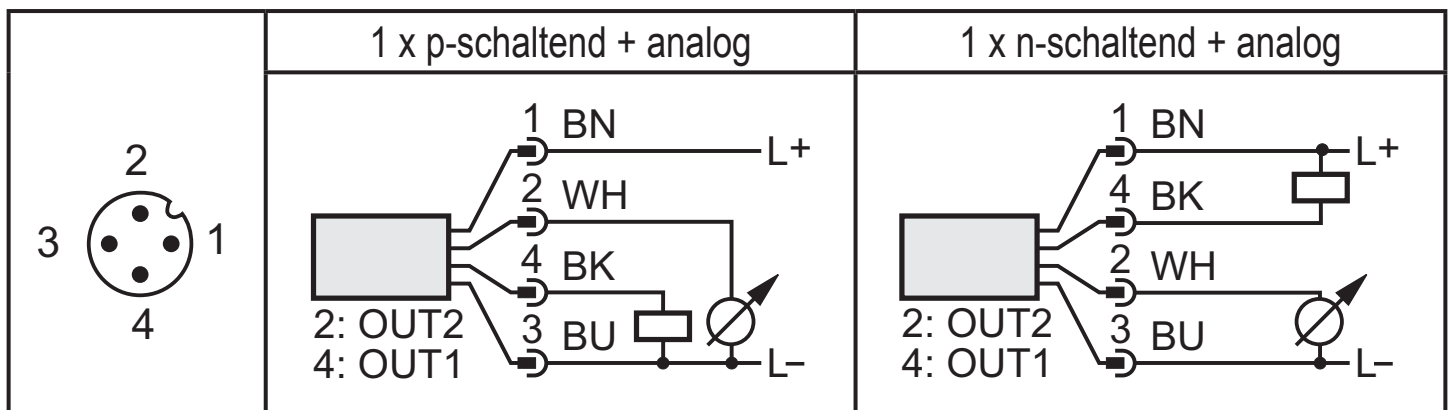 1 x p-schaltend + analog
1 x n-schaltend + analog
2
3
1
4
1 BN
L+
2 WH
4 BK
3 BU
L–
2: OUT2
4: OUT1
1 BN
L+
4 BK
2 WH
3 BU
L–
2: OUT2
4: OUT1